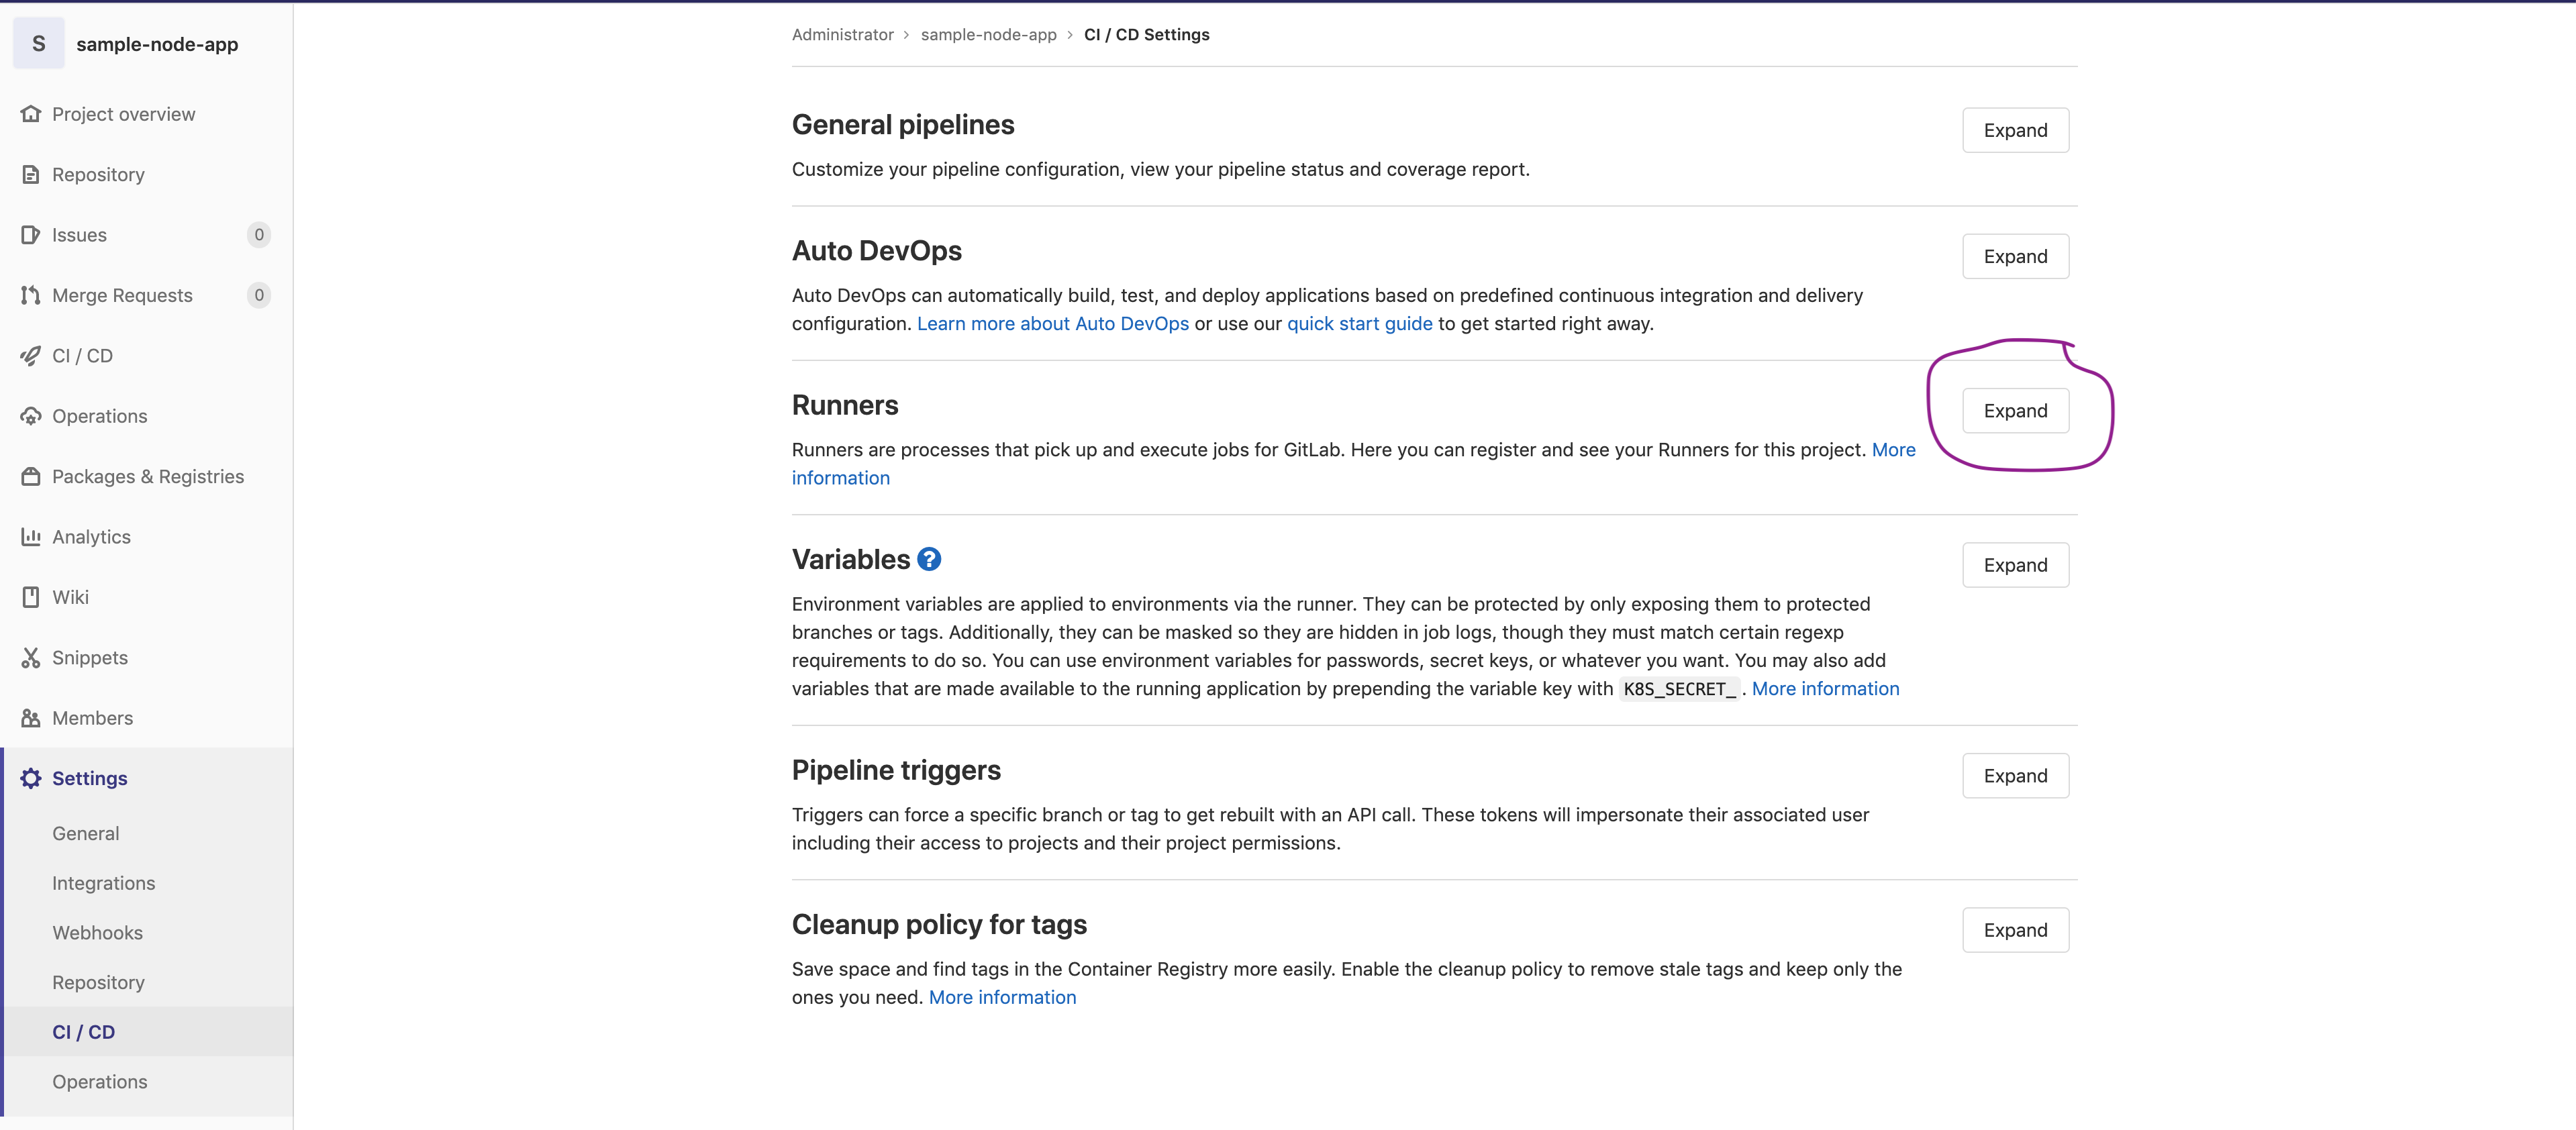 S sample-node-app
Project overview
Repository
Issues 0
Merge Requests 0
CI / CD
Operations
Packages & Registries
Analytics
Wiki
Snippets
Members
Settings
General
Integrations
Webhooks
Repository
CI / CD
Operations
Administrator > sample-node-app > CI / CD Settings
General pipelines Expand
Customize your pipeline configuration, view your pipeline status and coverage report.
Auto DevOps Expand
Auto DevOps can automatically build, test, and deploy applications based on predefined continuous integration and delivery
configuration. Learn more about Auto DevOps or use our quick start guide to get started right away.
Runners Expand
Runners are processes that pick up and execute jobs for GitLab. Here you can register and see your Runners for this project. More
information
Variables ? Expand
Environment variables are applied to environments via the runner. They can be protected by only exposing them to protected
branches or tags. Additionally, they can be masked so they are hidden in job logs, though they must match certain regexp
requirements to do so. You can use environment variables for passwords, secret keys, or whatever you want. You may also add
variables that are made available to the running application by prepending the variable key with K8S_SECRET_. More information
Pipeline triggers Expand
Triggers can force a specific branch or tag to get rebuilt with an API call. These tokens will impersonate their associated user
including their access to projects and their project permissions.
Cleanup policy for tags Expand
Save space and find tags in the Container Registry more easily. Enable the cleanup policy to remove stale tags and keep only the
ones you need. More information